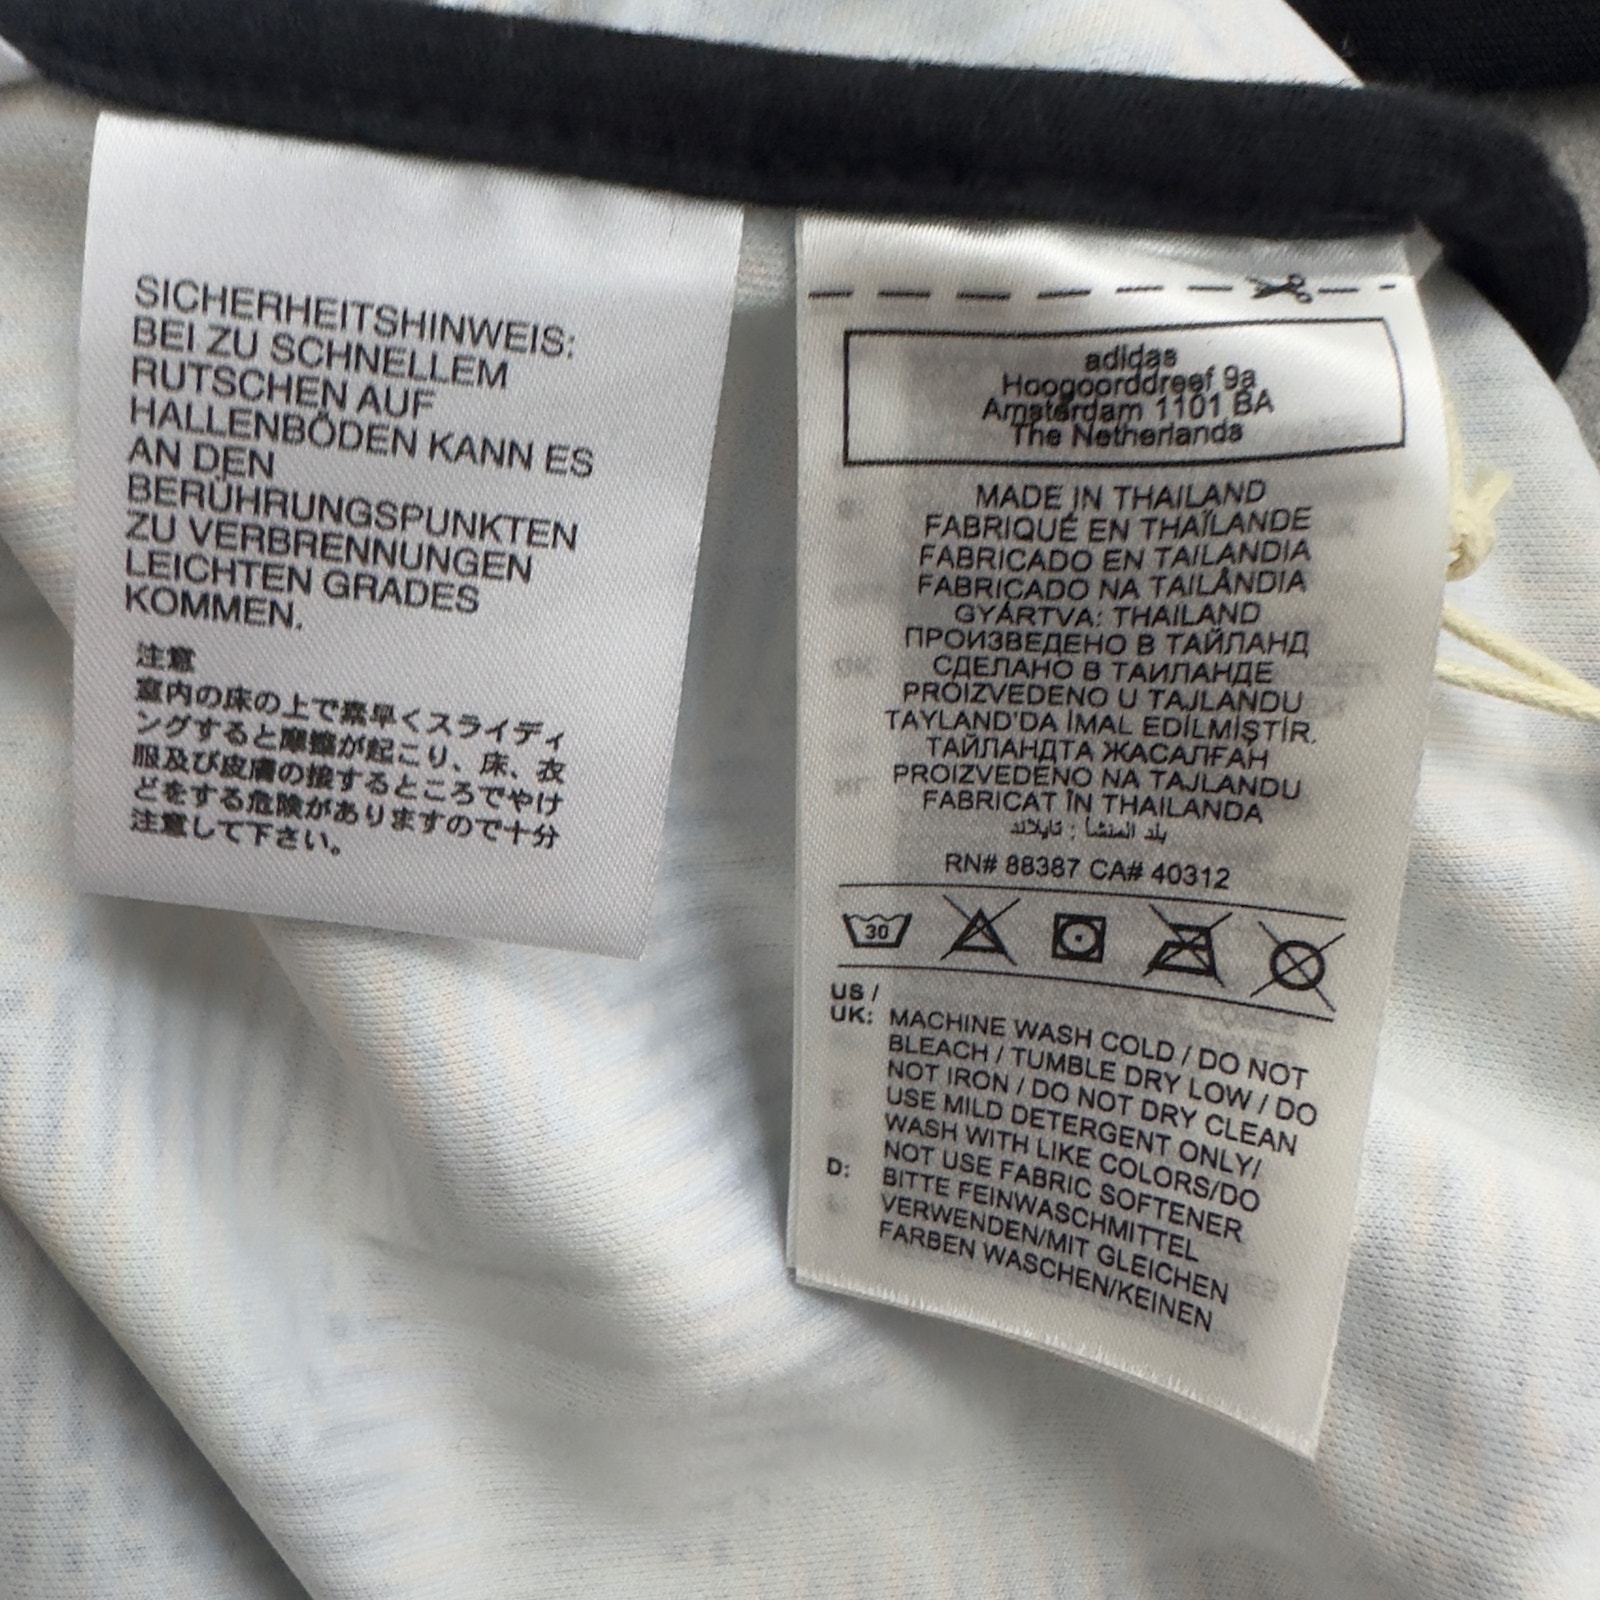 SICHERHEITSHINWEIS:
BEI ZU SCHNELLEM
RUTSCHEN AUF
HALLENBÖDEN KANN ES
AN DEN
BERÜHRUNGSPUNKTEN
ZU VERBRENNUNGEN
LEICHTEN GRADES
KOMMEN.
注意
室内の床の上で素早くスライディ
ングすると摩擦が起こり、床、衣
服及び皮膚の接するところでやけ
どをする危険がありますので十分
注意して下さい。
adidas
Hoogoorddreef 9a
Amsterdam 1101 BA
The Netherlands
MADE IN THAILAND
FABRIQUÉ EN THAÏLANDE
FABRICADO EN TAILANDIA
FABRICADO NA TAILÂNDIA
GYÁRTVA: THAILAND
ПРОИЗВЕДЕНО В ТАЙЛАНД
СДЕЛАНО В ТАИЛАНДЕ
PROIZVEDENO U TAJLANDU
TAYLAND'DA İMAL EDİLMİŞTİR.
ТАЙЛАНДТА ЖАСАЛҒАН
PROIZVEDENO NA TAJLANDU
FABRICAT ÎN THAILANDA
بلد المنشأ : تايلاند
RN# 88387 CA# 40312
30
US /
UK: MACHINE WASH COLD / DO NOT
BLEACH / TUMBLE DRY LOW / DO
NOT IRON / DO NOT DRY CLEAN
USE MILD DETERGENT ONLY/
WASH WITH LIKE COLORS/DO
NOT USE FABRIC SOFTENER
D: BITTE FEINWASCHMITTEL
VERWENDEN/MIT GLEICHEN
FARBEN WASCHEN/KEINEN